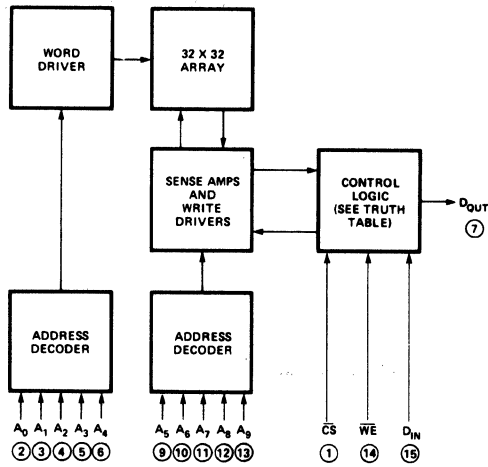 WORD
DRIVER
32 X 32
ARRAY
SENSE AMPS
AND
WRITE
DRIVERS
CONTROL
LOGIC
(SEE TRUTH
TABLE)
DOUT
7
ADDRESS
DECODER
ADDRESS
DECODER
A0 A1 A2 A3 A4
2 3 4 5 6
A5 A6 A7 A8 A9
9 10 11 12 13
CS WE DIN
1 14 15